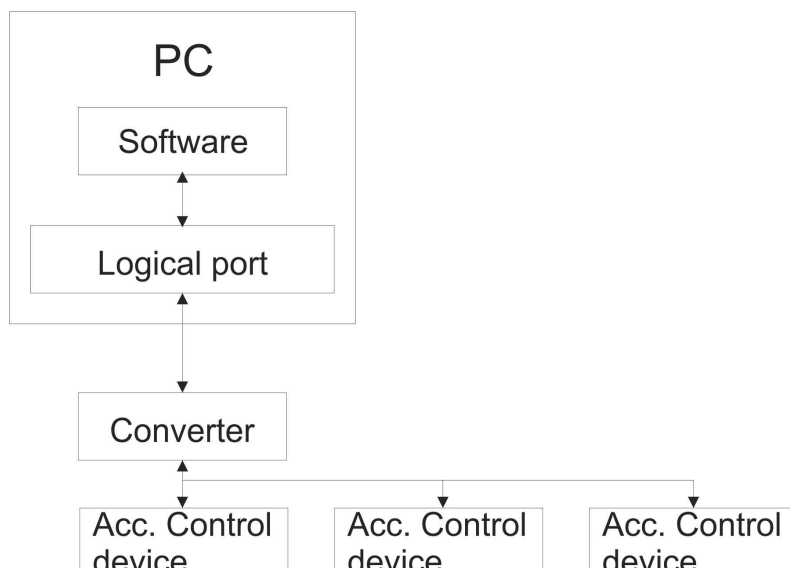 PC
Software
Logical port
Converter
Acc. Control
device
Acc. Control
device
Acc. Control
device